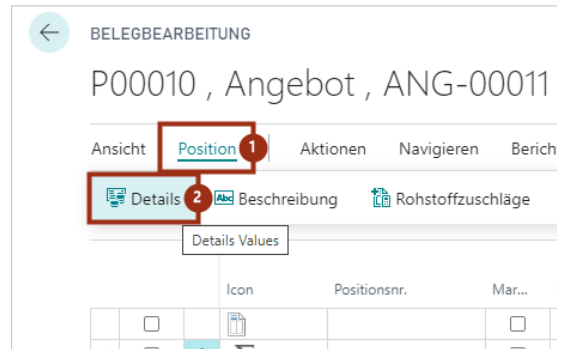 BELEGBEARBEITUNG
P00010 , Angebot , ANG-00011
Ansicht Position 1 Aktionen Navigieren Berich
Details 2 Abc Beschreibung Rohstoffzuschläge
Details Values
Icon Positionsnr. Mar...